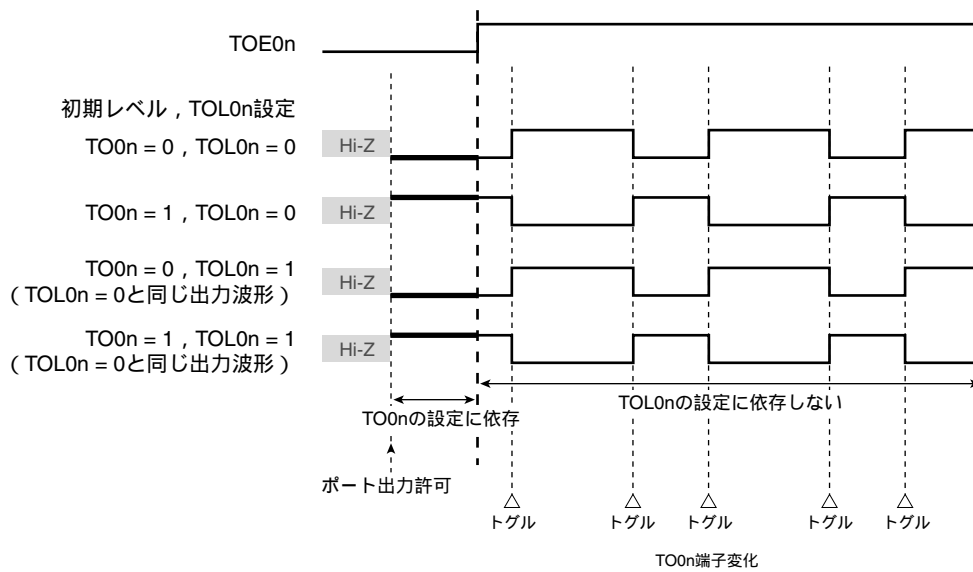 TOE0n
初期レベル , TOL0n設定
TO0n = 0 , TOL0n = 0
Hi-Z
TO0n = 1 , TOL0n = 0
Hi-Z
TO0n = 0 , TOL0n = 1
( TOL0n = 0と同じ出力波形 )
Hi-Z
TO0n = 1 , TOL0n = 1
( TOL0n = 0と同じ出力波形 )
Hi-Z
TO0nの設定に依存
TOL0nの設定に依存しない
ポート出力許可
トグル
トグル
トグル
トグル
トグル
TO0n端子変化